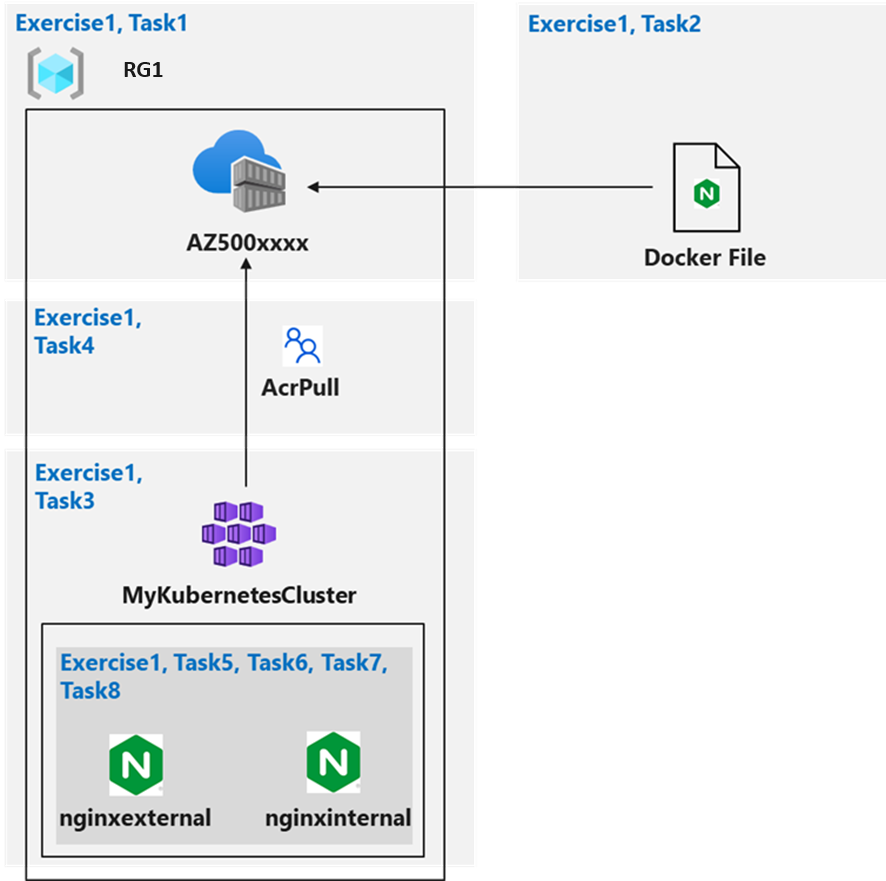 Exercise1, Task1
RG1
AZ500xxxx
Exercise1, Task2
N
Docker File
Exercise1,
Task4
AcrPull
Exercise1,
Task3
MyKubernetesCluster
Exercise1, Task5, Task6, Task7,
Task8
N
nginxexternal
N
nginxinternal